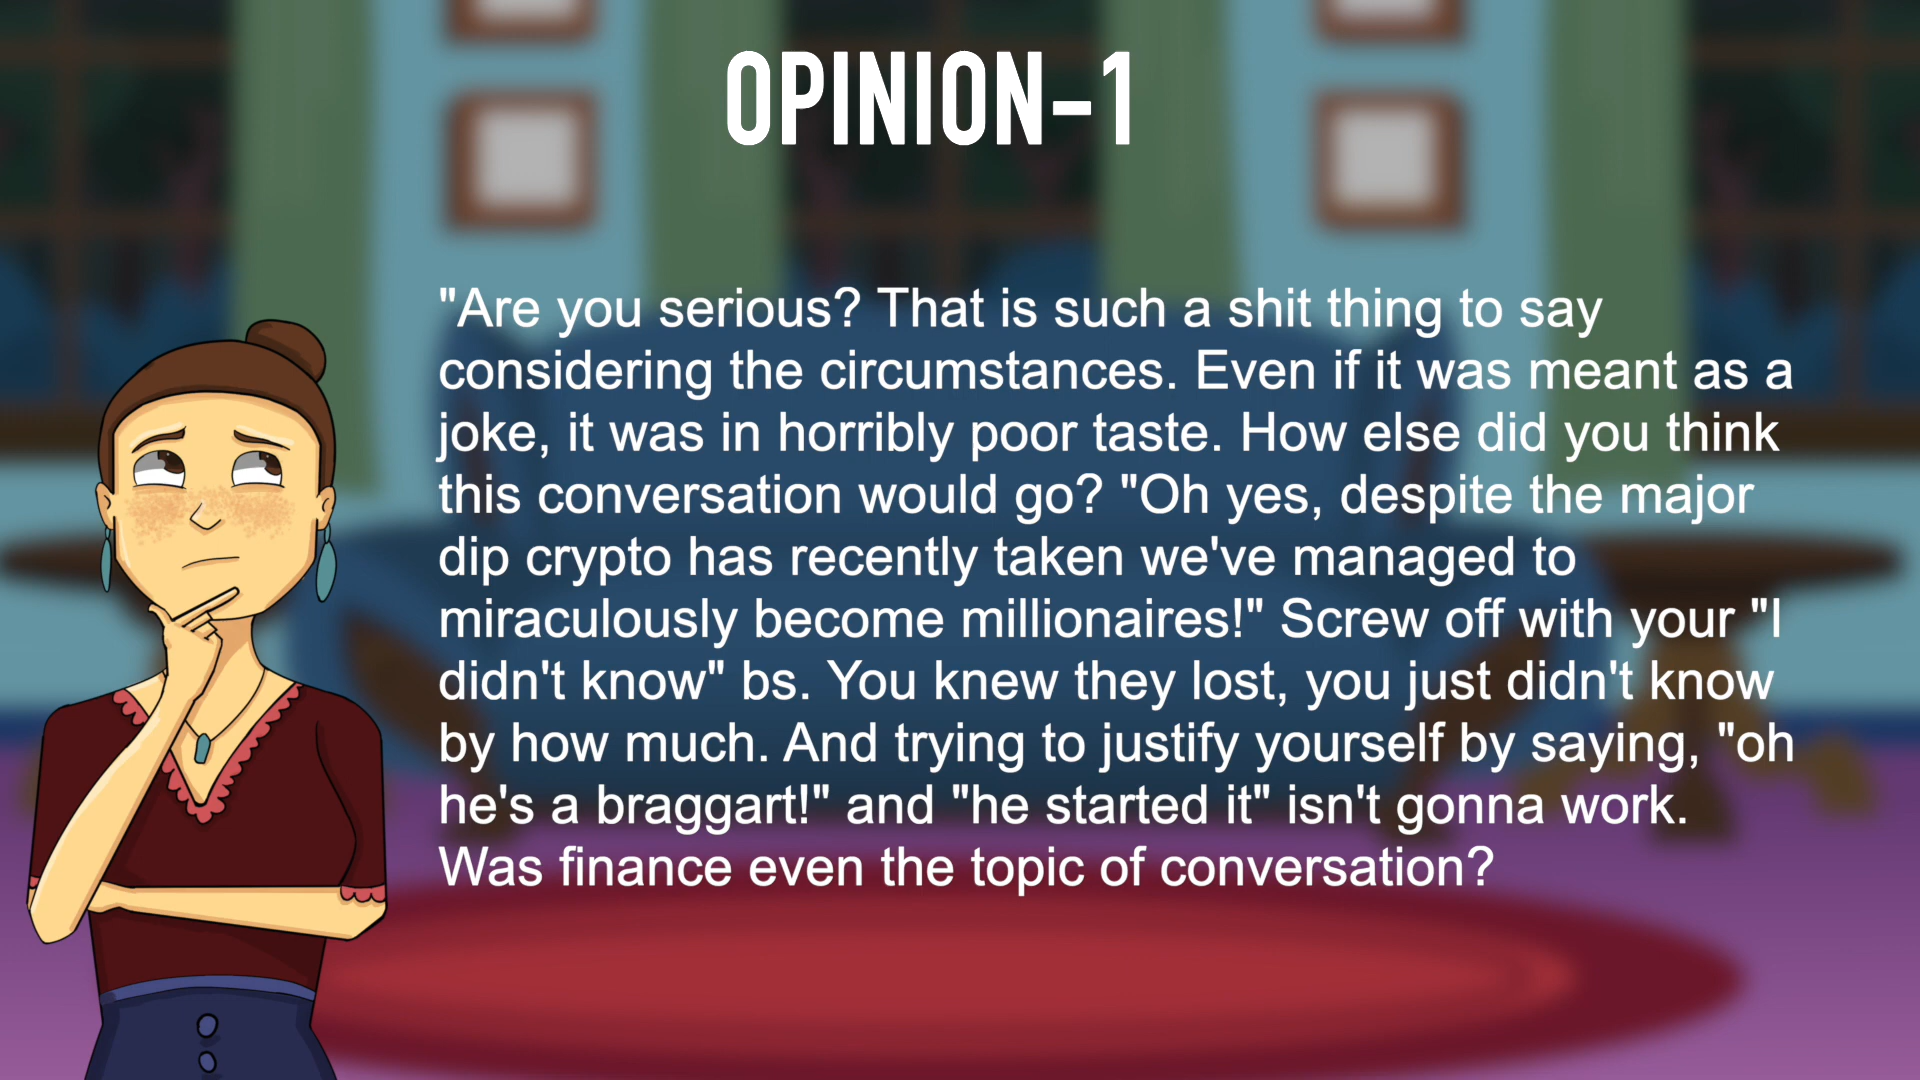 OPINION-1
"Are you serious? That is such a shit thing to say
considering the circumstances. Even if it was meant as a
joke, it was in horribly poor taste. How else did you think
this conversation would go? "Oh yes, despite the major
dip crypto has recently taken we've managed to
miraculously become millionaires!" Screw off with your "I
didn't know" bs. You knew they lost, you just didn't know
by how much. And trying to justify yourself by saying, "oh
he's a braggart!" and "he started it" isn't gonna work.
Was finance even the topic of conversation?